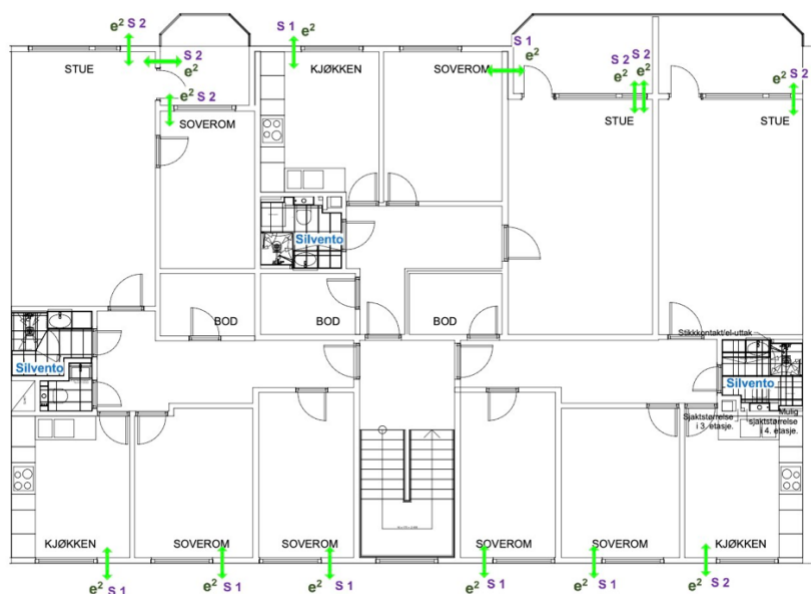 e² S 2
S 2
e²
e² S 2
S 1
e²
S 1
e²
S 2
S 2
e²
e²
S 2
e²
STUE
KJØKKEN
SOVEROM
SOVEROM
STUE
STUE
Silvento
BOD
BOD
BOD
Stikkkontakt/el-uttak
Silvento
Silvento
Sjaktstørrelse
i 3. etasje.
Mulig
sjaktstørrelse
i 4. etasje.
KJØKKEN
SOVEROM
SOVEROM
SOVEROM
SOVEROM
KJØKKEN
e² S 1
e² S 1
e² S 1
e² S 1
e² S 1
e² S 2